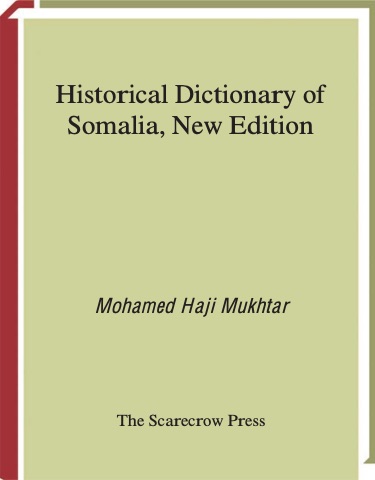 Historical Dictionary of
Somalia, New Edition
Mohamed Haji Mukhtar
The Scarecrow Press